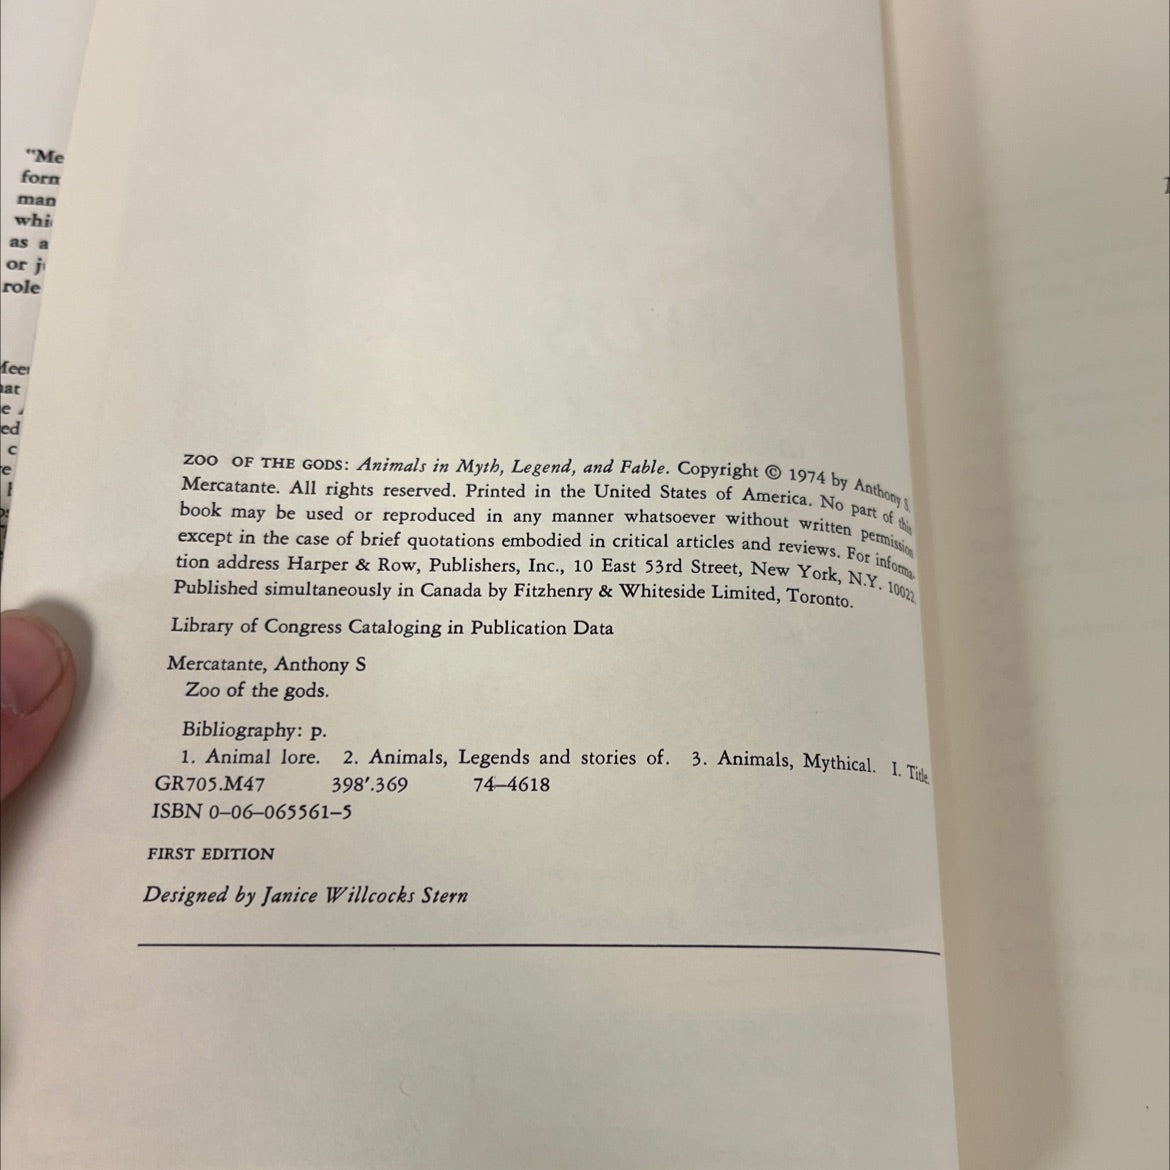 "Me
form
man
whi
as a
or j
role
at
e
ed
c
e
ZOO OF THE GODS: Animals in Myth, Legend, and Fable. Copyright © 1974 by Anthony S
Mercatante. All rights reserved. Printed in the United States of America. No part of this
book may be used or reproduced in any manner whatsoever without written permission
except in the case of brief quotations embodied in critical articles and reviews. For informa-
tion address Harper & Row, Publishers, Inc., 10 East 53rd Street, New York, N.Y. 10022.
Published simultaneously in Canada by Fitzhenry & Whiteside Limited, Toronto.
Library of Congress Cataloging in Publication Data
Mercatante, Anthony S
Zoo of the gods.
Bibliography: p.
1. Animal lore. 2. Animals, Legends and stories of. 3. Animals, Mythical. I. Title.
GR705.M47 398'.369 74–4618
ISBN 0–06–065561–5
FIRST EDITION
Designed by Janice Willcocks Stern